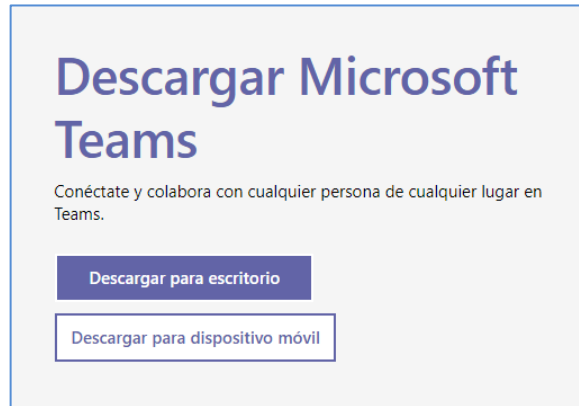 Descargar Microsoft
Teams
Conéctate y colabora con cualquier persona de cualquier lugar en
Teams.
Descargar para escritorio
Descargar para dispositivo móvil